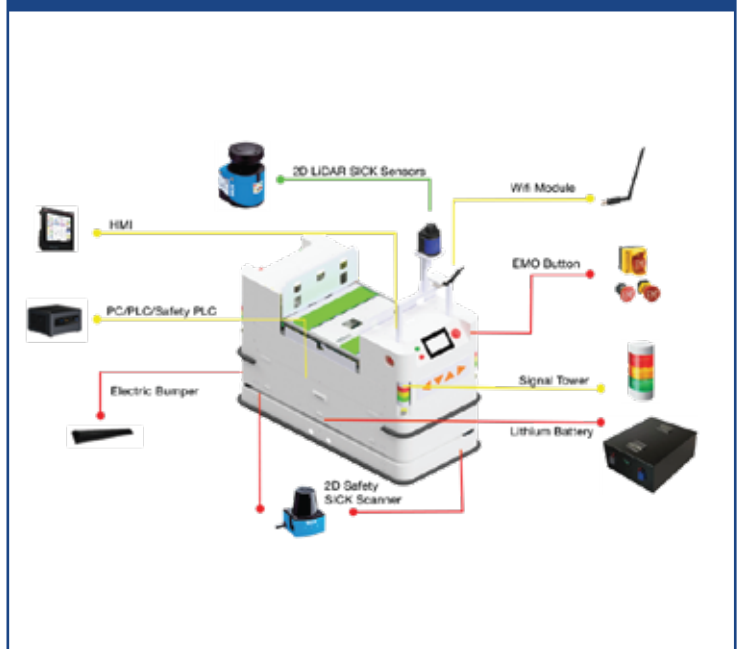 2D LiDAR SICK Sensors
Wifi Module
HMI
EMO Button
PC/PLC/Safety PLC
Signal Tower
Electric Bumper
Lithium Battery
2D Safety
SICK Scanner